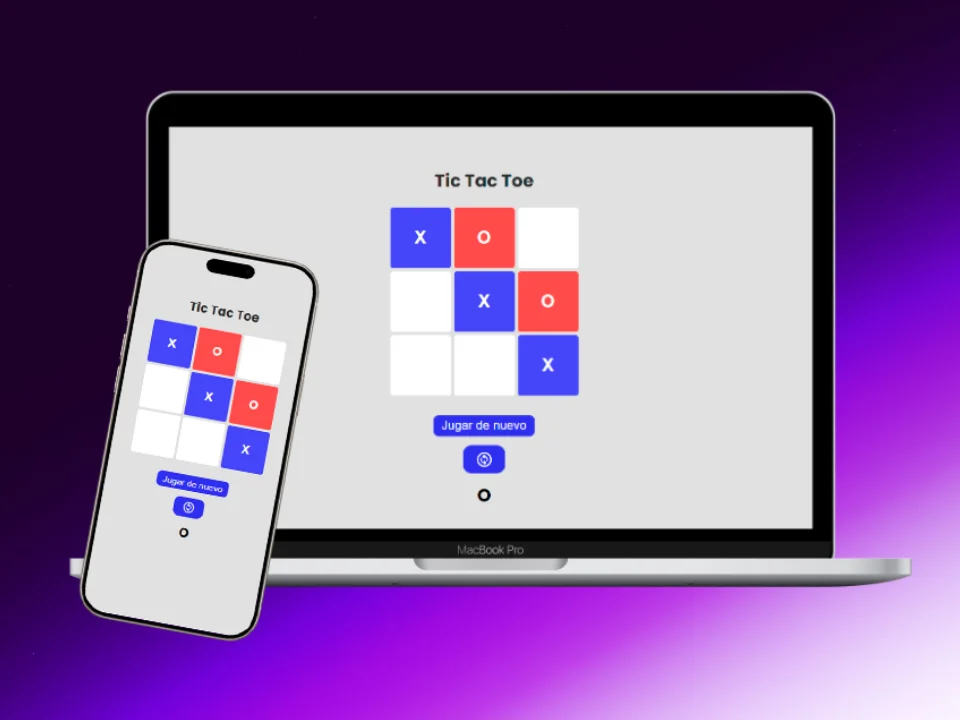 Tic Tac Toe
X O
X O
X
Jugar de nuevo
O
MacBook Pro
Tic Tac Toe
X O
X O
X
Jugar de nuevo
O